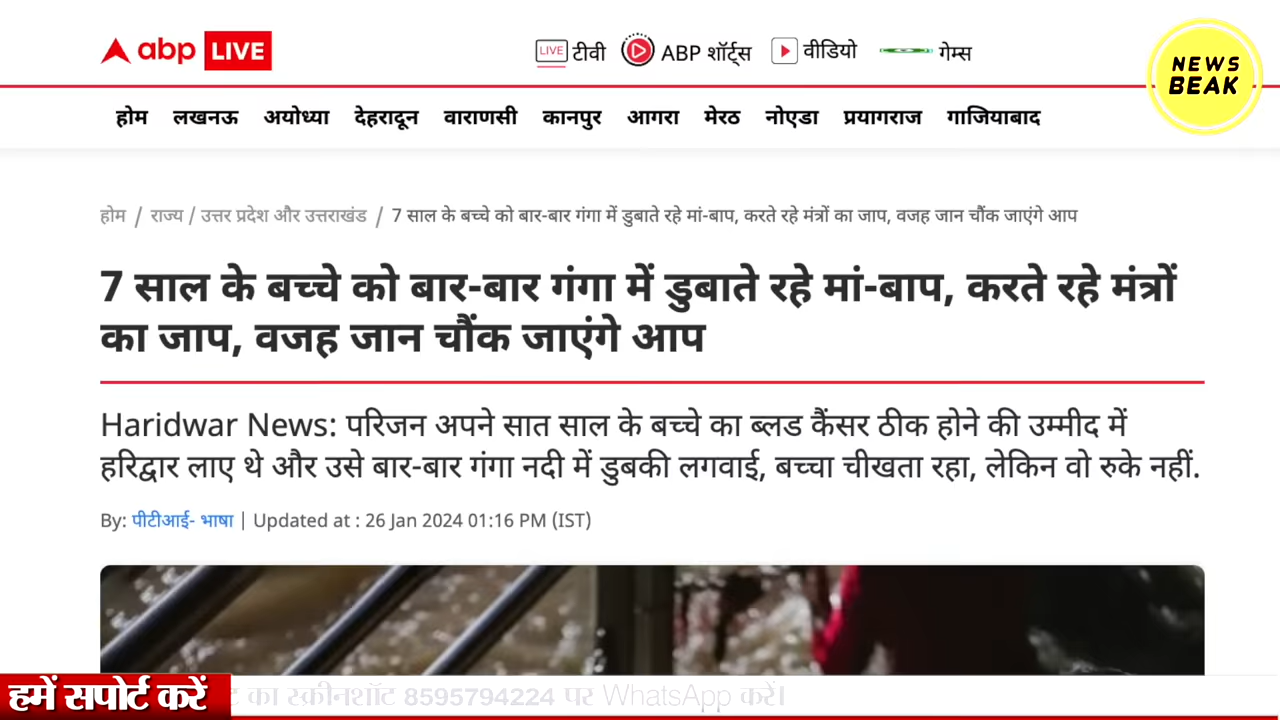 abp LIVE
LIVE टीवी ABP शॉर्ट्स वीडियो गेम्स
NEWS
BEAK
होम लखनऊ अयोध्या देहरादून वाराणसी कानपुर आगरा मेरठ नोएडा प्रयागराज गाजियाबाद
होम / राज्य / उत्तर प्रदेश और उत्तराखंड / 7 साल के बच्चे को बार-बार गंगा में डुबाते रहे मां-बाप, करते रहे मंत्रों का जाप, वजह जान चौंक जाएंगे आप
7 साल के बच्चे को बार-बार गंगा में डुबाते रहे मां-बाप, करते रहे मंत्रों
का जाप, वजह जान चौंक जाएंगे आप
Haridwar News: परिजन अपने सात साल के बच्चे का ब्लड कैंसर ठीक होने की उम्मीद में
हरिद्वार लाए थे और उसे बार-बार गंगा नदी में डुबकी लगवाई, बच्चा चीखता रहा, लेकिन वो रुके नहीं.
By: पीटीआई- भाषा | Updated at : 26 Jan 2024 01:16 PM (IST)
हमें सपोर्ट करें का स्क्रीनशॉट 8595794224 पर WhatsApp करें।